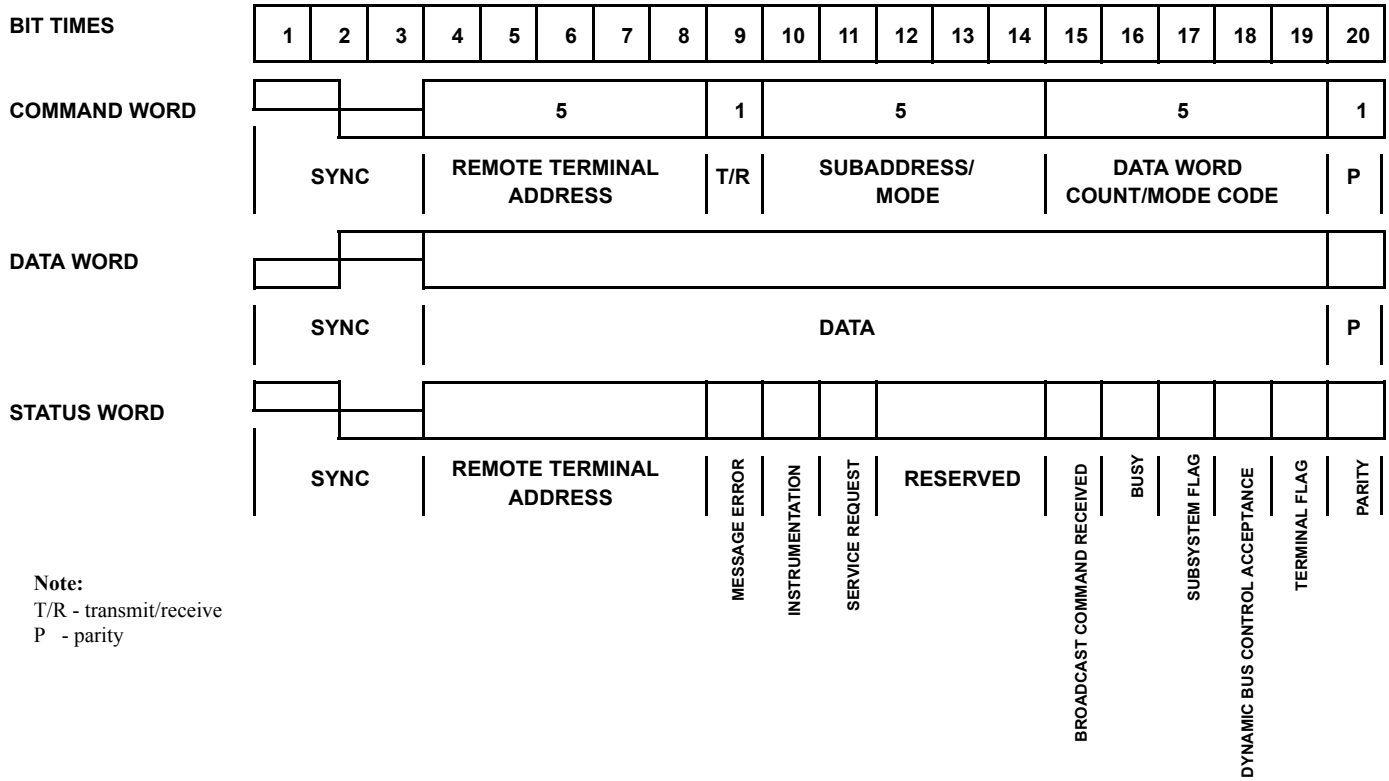 BIT TIMES 1 2 3 4 5 6 7 8 9 10 11 12 13 14 15 16 17 18 19 20
COMMAND WORD 5 1 5 5 1
SYNC REMOTE TERMINAL ADDRESS T/R SUBADDRESS/ MODE DATA WORD COUNT/MODE CODE P
DATA WORD
SYNC DATA P
STATUS WORD
SYNC REMOTE TERMINAL ADDRESS
MESSAGE ERROR
INSTRUMENTATION
SERVICE REQUEST
RESERVED
BROADCAST COMMAND RECEIVED
BUSY
SUBSYSTEM FLAG
DYNAMIC BUS CONTROL ACCEPTANCE
TERMINAL FLAG
PARITY
Note:
T/R - transmit/receive
P - parity